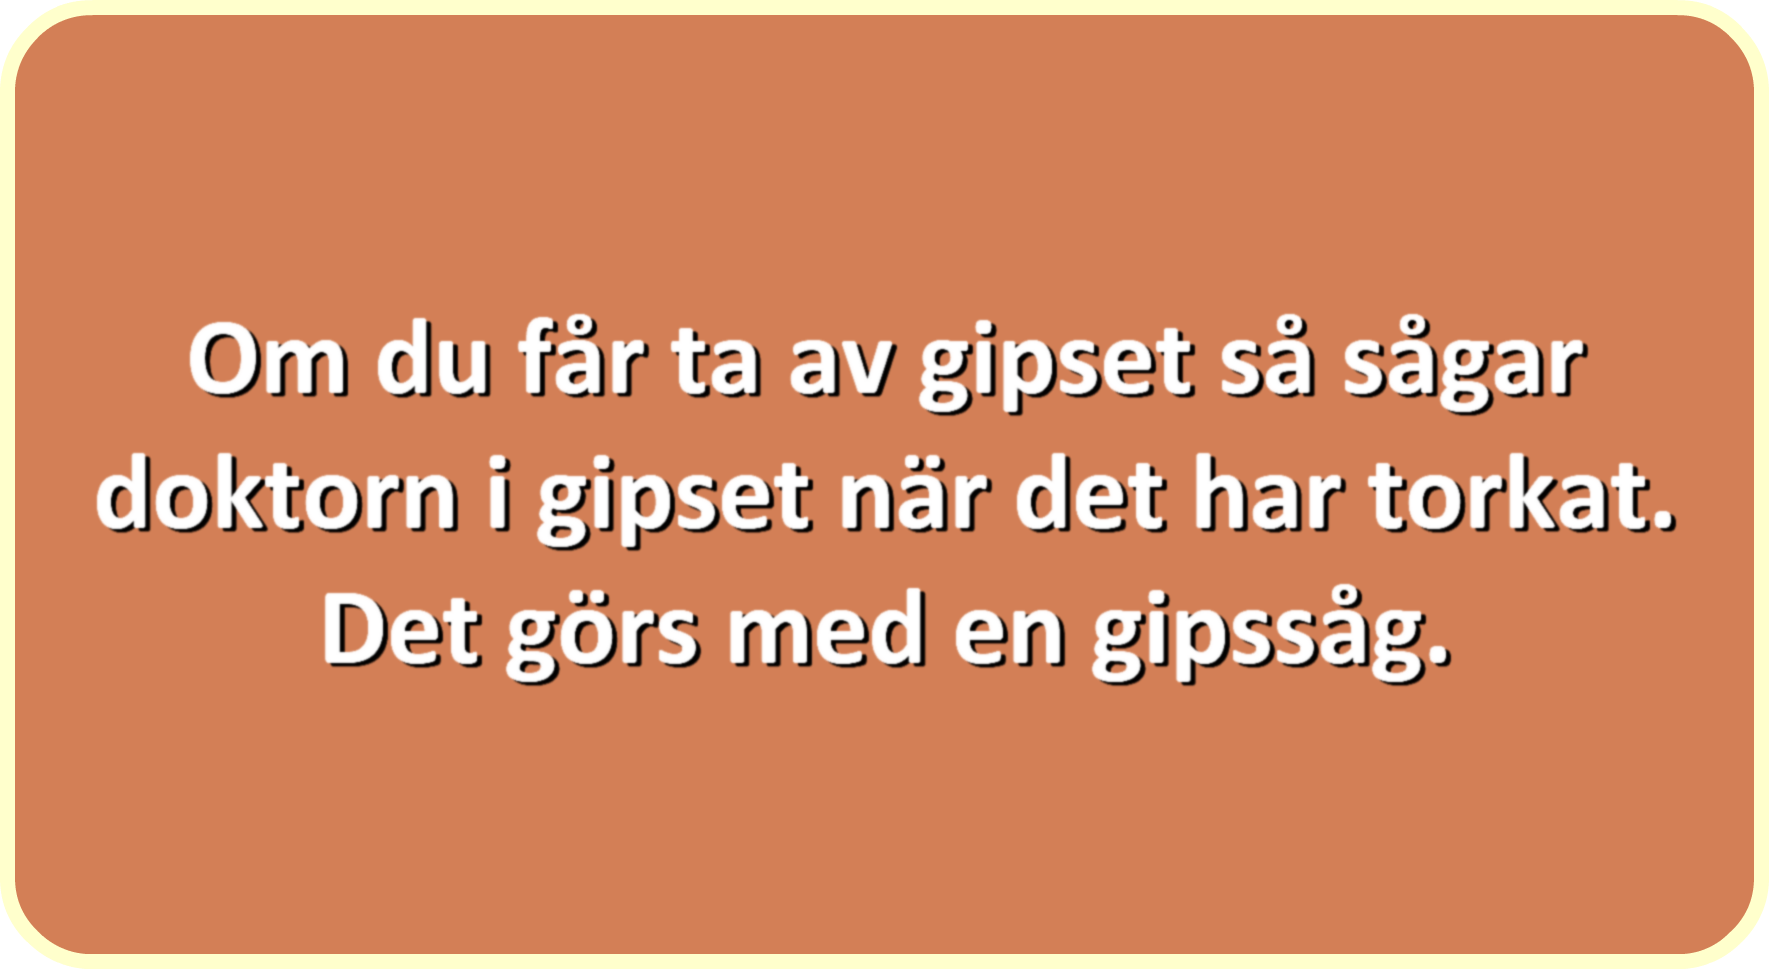 Om du får ta av gipset så sågar
doktorn i gipset när det har torkat.
Det görs med en gipssåg.